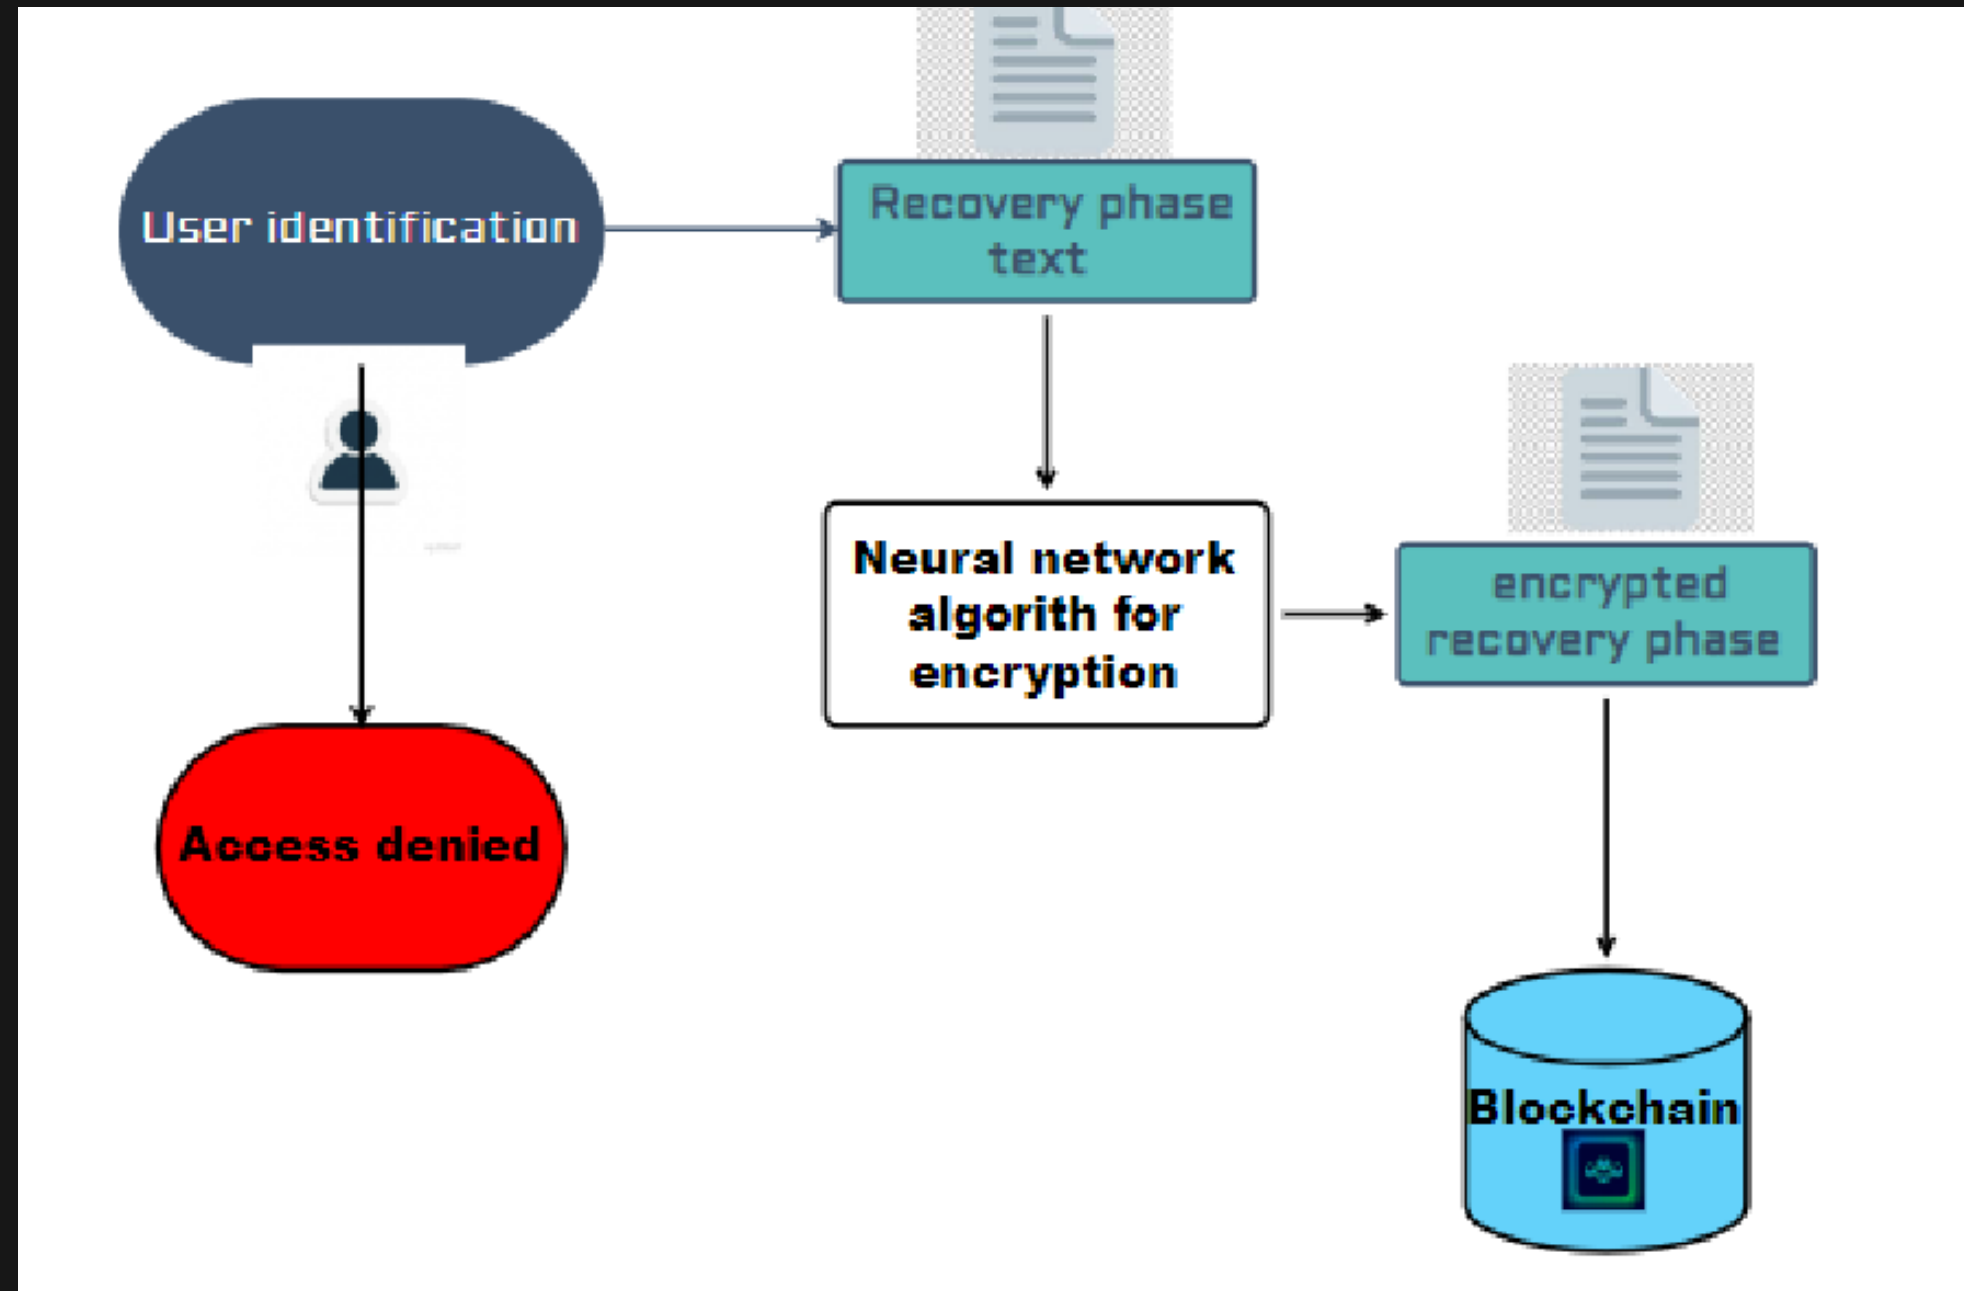 User identification
Recovery phase
text
Neural network
algorith for
encryption
encrypted
recovery phase
Access denied
Blockchain